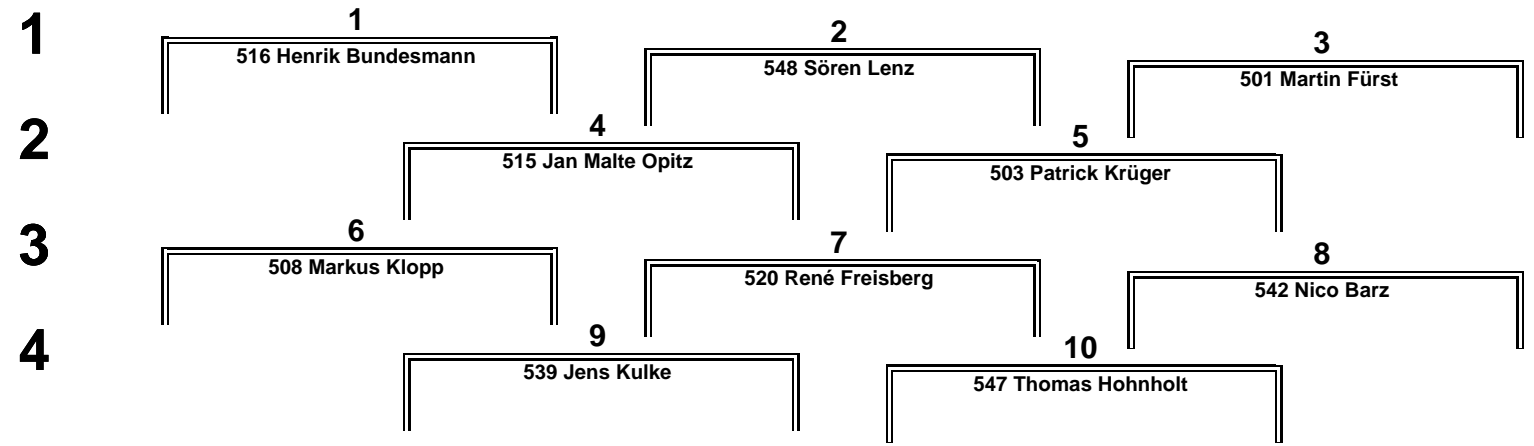 1
1
2
3
516 Henrik Bundesmann
548 Sören Lenz
501 Martin Fürst
2
4
5
515 Jan Malte Opitz
503 Patrick Krüger
3
6
7
8
508 Markus Klopp
520 René Freisberg
542 Nico Barz
4
9
10
539 Jens Kulke
547 Thomas Hohnholt